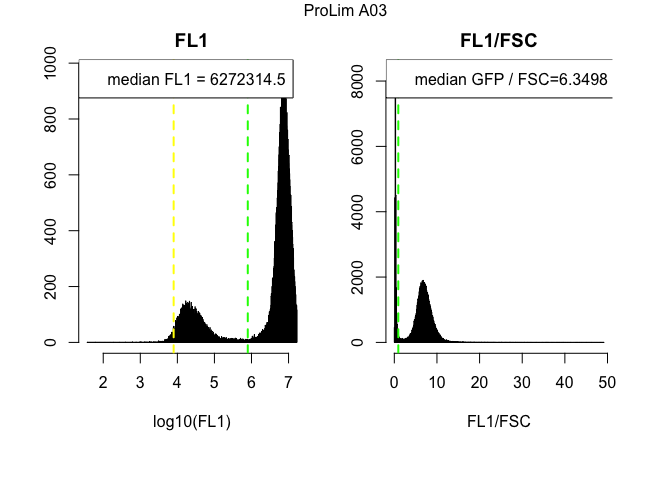 ProLim A03
FL1
FL1/FSC
median FL1 = 6272314.5
median GFP / FSC=6.3498
0 200 400 600 800 1000
0 2000 4000 6000 8000
2 3 4 5 6 7
0 10 20 30 40 50
log10(FL1)
FL1/FSC